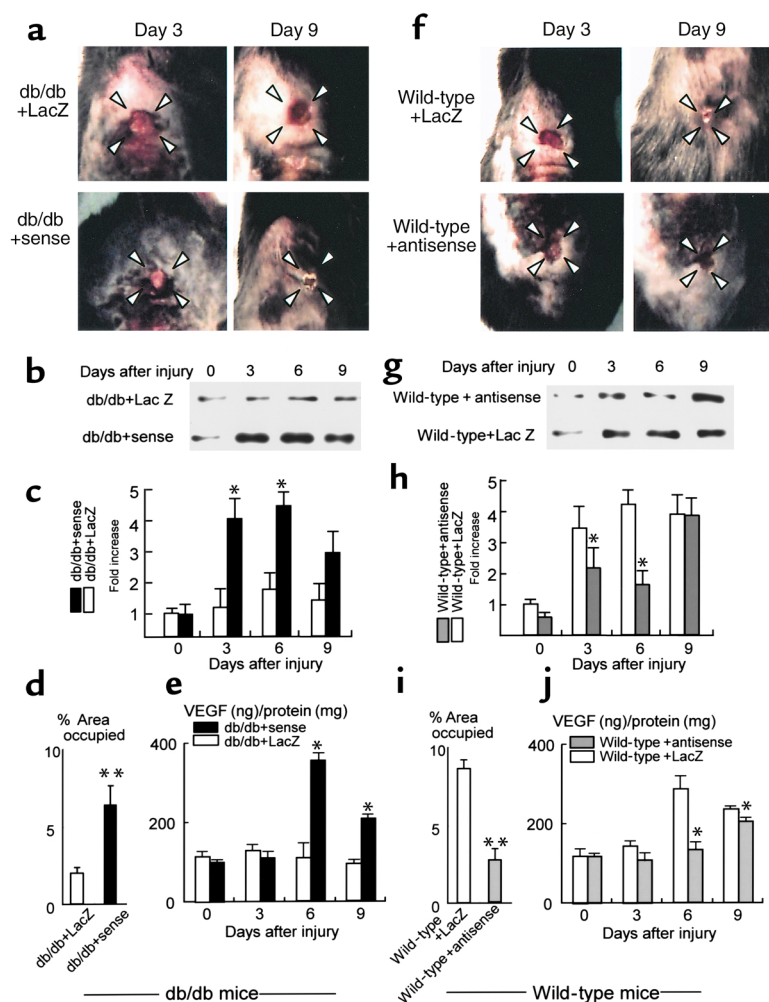 a
Day 3
Day 9
db/db
+LacZ
db/db
+sense
f
Day 3
Day 9
Wild-type
+LacZ
Wild-type
+antisense
b
Days after injury
0
3
6
9
db/db+Lac Z
db/db+sense
g
Days after injury
0
3
6
9
Wild-type + antisense
Wild-type+Lac Z
c
db/db+sense
db/db+LacZ
Fold increase
5
4
3
2
1
*
*
0
3
6
9
Days after injury
h
Wild-type+antisense
Wild-type+LacZ
Fold increase
5
4
3
2
1
*
*
0
3
6
9
Days after injury
d
% Area
occupied
10
5
0
**
db/db+LacZ
db/db+sense
e
VEGF (ng)/protein (mg)
db/db+sense
db/db+LacZ
400
200
0
*
*
0
3
6
9
Days after injury
i
% Area
occupied
10
5
0
**
Wild-type
+LacZ
Wild-type+antisense
j
VEGF (ng)/protein (mg)
Wild-type +antisense
Wild-type +LacZ
400
200
0
*
*
0
3
6
9
Days after injury
db/db mice
Wild-type mice